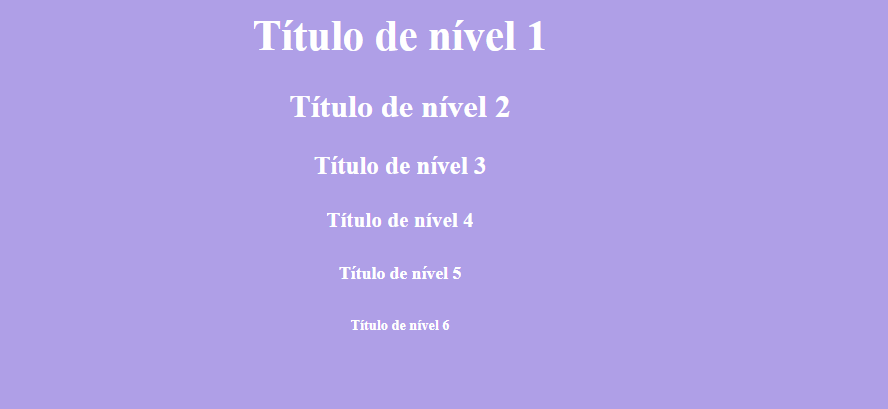 Título de nível 1
Título de nível 2
Título de nível 3
Título de nível 4
Título de nível 5
Título de nível 6